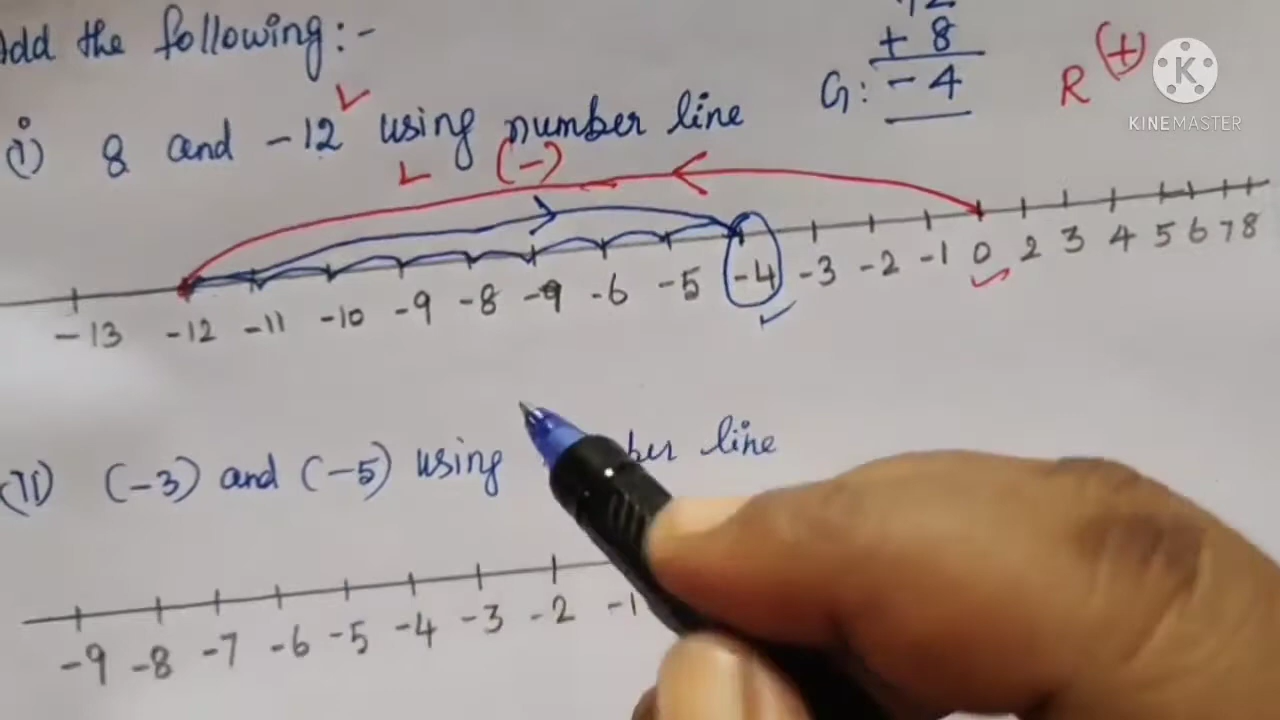 Add the following:-
+ 8
G: - 4
R (+)
KINEMASTER
(i) 8 and -12 using number line
(-)
-13 -12 -11 -10 -9 -8 -9 -6 -5 -4 -3 -2 -1 0 2 3 4 5 6 7 8
(II) (-3) and (-5) using line
-9 -8 -7 -6 -5 -4 -3 -2 -1